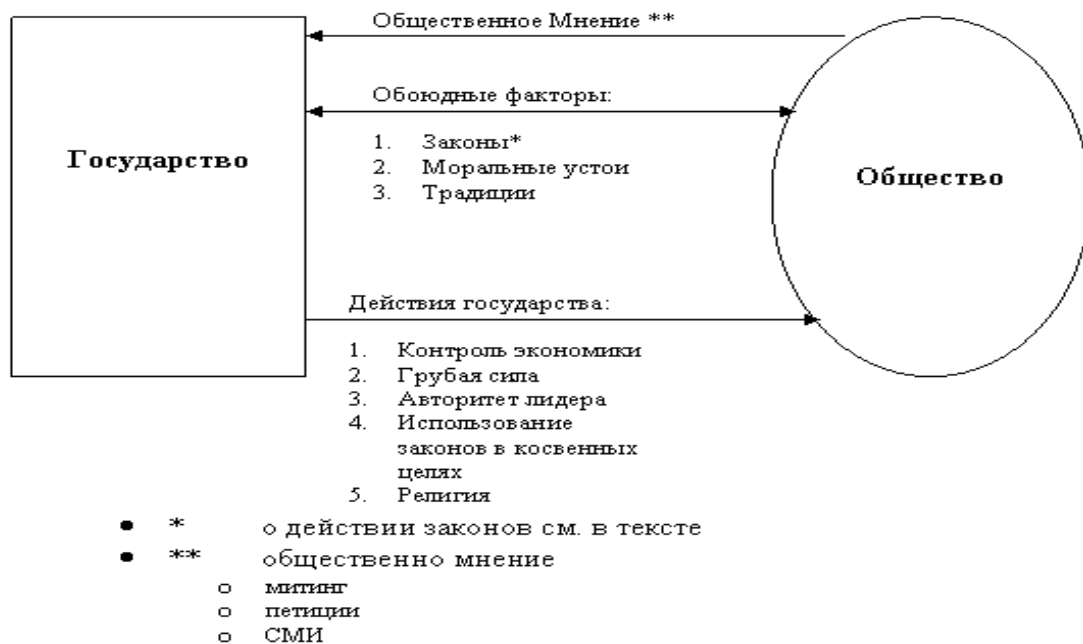 Общественное Мнение **
Обоюдные факторы:
1. Законы*
2. Моральные устои
3. Традиции
Государство
Общество
Действия государства:
1. Контроль экономики
2. Грубая сила
3. Авторитет лидера
4. Использование
законов в косвенных
целях
5. Религия
• * о действии законов см. в тексте
• ** общественно мнение
o митинг
o петиции
o СМИ